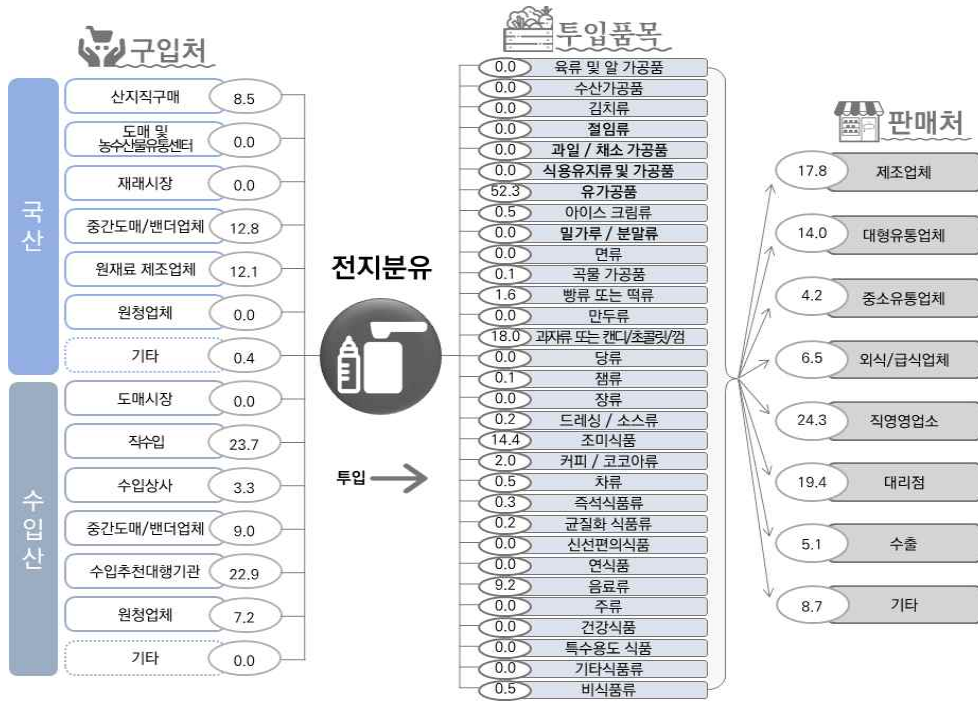 구입처
국산
산지직구매 8.5
도매 및
농수산물유통센터 0.0
재래시장 0.0
중간도매/밴더업체 12.8
원재료 제조업체 12.1
원청업체 0.0
기타 0.4
수입산
도매시장 0.0
직수입 23.7
수입상사 3.3
중간도매/밴더업체 9.0
수입추천대행기관 22.9
원청업체 7.2
기타 0.0
전지분유
투입
투입품목
0.0 육류 및 알 가공품
0.0 수산가공품
0.0 김치류
0.0 절임류
0.0 과일 / 채소 가공품
0.0 식용유지류 및 가공품
52.3 유가공품
0.5 아이스 크림류
0.0 밀가루 / 분말류
0.0 면류
0.1 곡물 가공품
1.6 빵류 또는 떡류
0.0 만두류
18.0 과자류 또는 캔디/초콜릿/껌
0.0 당류
0.1 잼류
0.0 장류
0.2 드레싱 / 소스류
14.4 조미식품
2.0 커피 / 코코아류
0.5 차류
0.3 즉석식품류
0.2 균질화 식품류
0.0 신선편의식품
0.0 연식품
9.2 음료류
0.0 주류
0.0 건강식품
0.0 특수용도 식품
0.0 기타식품류
0.5 비식품류
판매처
17.8 제조업체
14.0 대형유통업체
4.2 중소유통업체
6.5 외식/급식업체
24.3 직영영업소
19.4 대리점
5.1 수출
8.7 기타